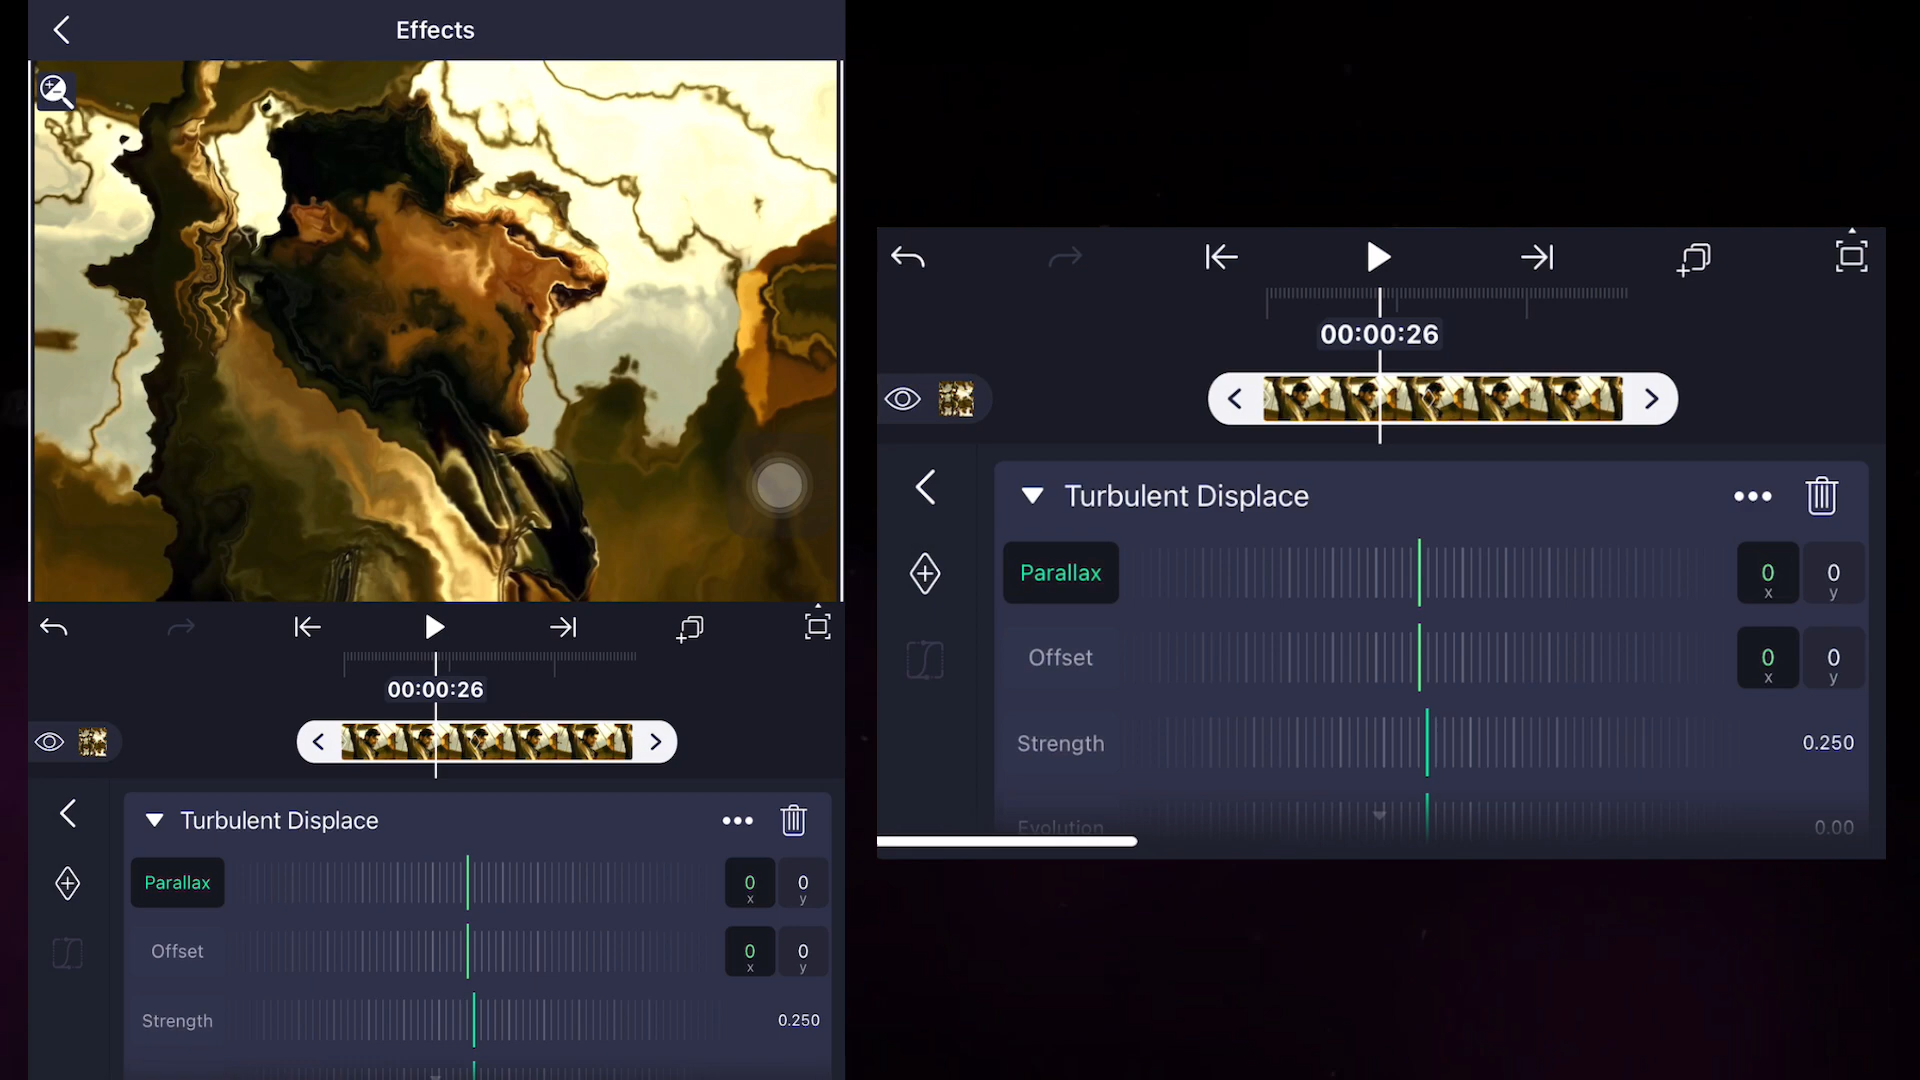 Effects
00:00:26
Turbulent Displace
Parallax
0
x
0
y
Offset
0
x
0
y
Strength
0.250
00:00:26
Turbulent Displace
Parallax
0
x
0
y
Offset
0
x
0
y
Strength
0.250
Evolution
0.00